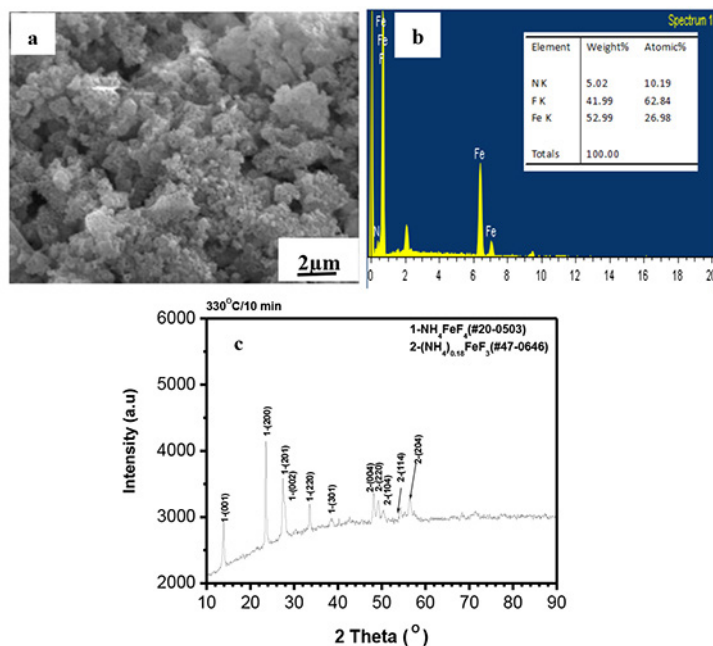 a
2µm
b
Spectrum 1
Fe
Fe
F
Element Weight% Atomic%
N K 5.02 10.19
F K 41.99 62.84
Fe K 52.99 26.98
Totals 100.00
Fe
N
Fe
0 2 4 6 8 10 12 14 16 18 20
330°C/10 min
c
1-NH₄FeF₄(#20-0503)
2-(NH₄)₀.₁₈FeF₃(#47-0646)
Intensity (a.u)
6000
5000
4000
3000
2000
1-(001)
1-(200)
1-(201)
1-(002)
1-(220)
1-(301)
2-(004)
2-(220)
2-(104)
2-(114)
2-(204)
10 20 30 40 50 60 70 80 90
2 Theta (°)